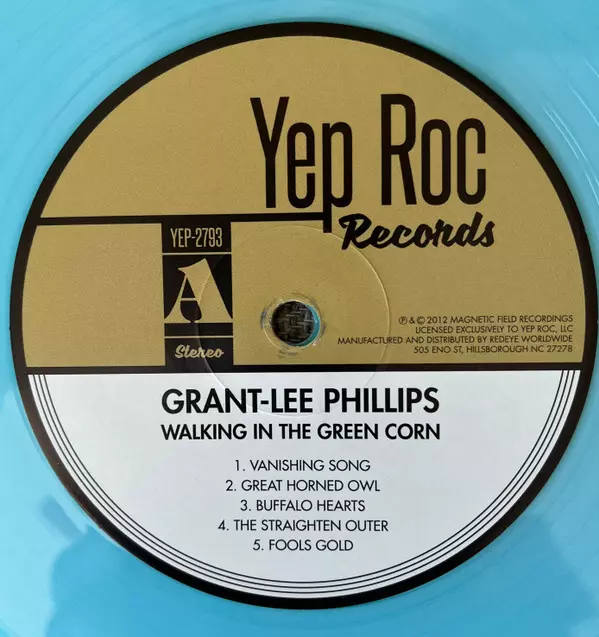 Yep Roc
Records
YEP-2793
A
Stereo
℗ & © 2012 MAGNETIC FIELD RECORDINGS
LICENSED EXCLUSIVELY TO YEP ROC, LLC
MANUFACTURED AND DISTRIBUTED BY REDEYE WORLDWIDE
505 ENO ST, HILLSBOROUGH NC 27278
GRANT-LEE PHILLIPS
WALKING IN THE GREEN CORN
1. VANISHING SONG
2. GREAT HORNED OWL
3. BUFFALO HEARTS
4. THE STRAIGHTEN OUTER
5. FOOLS GOLD